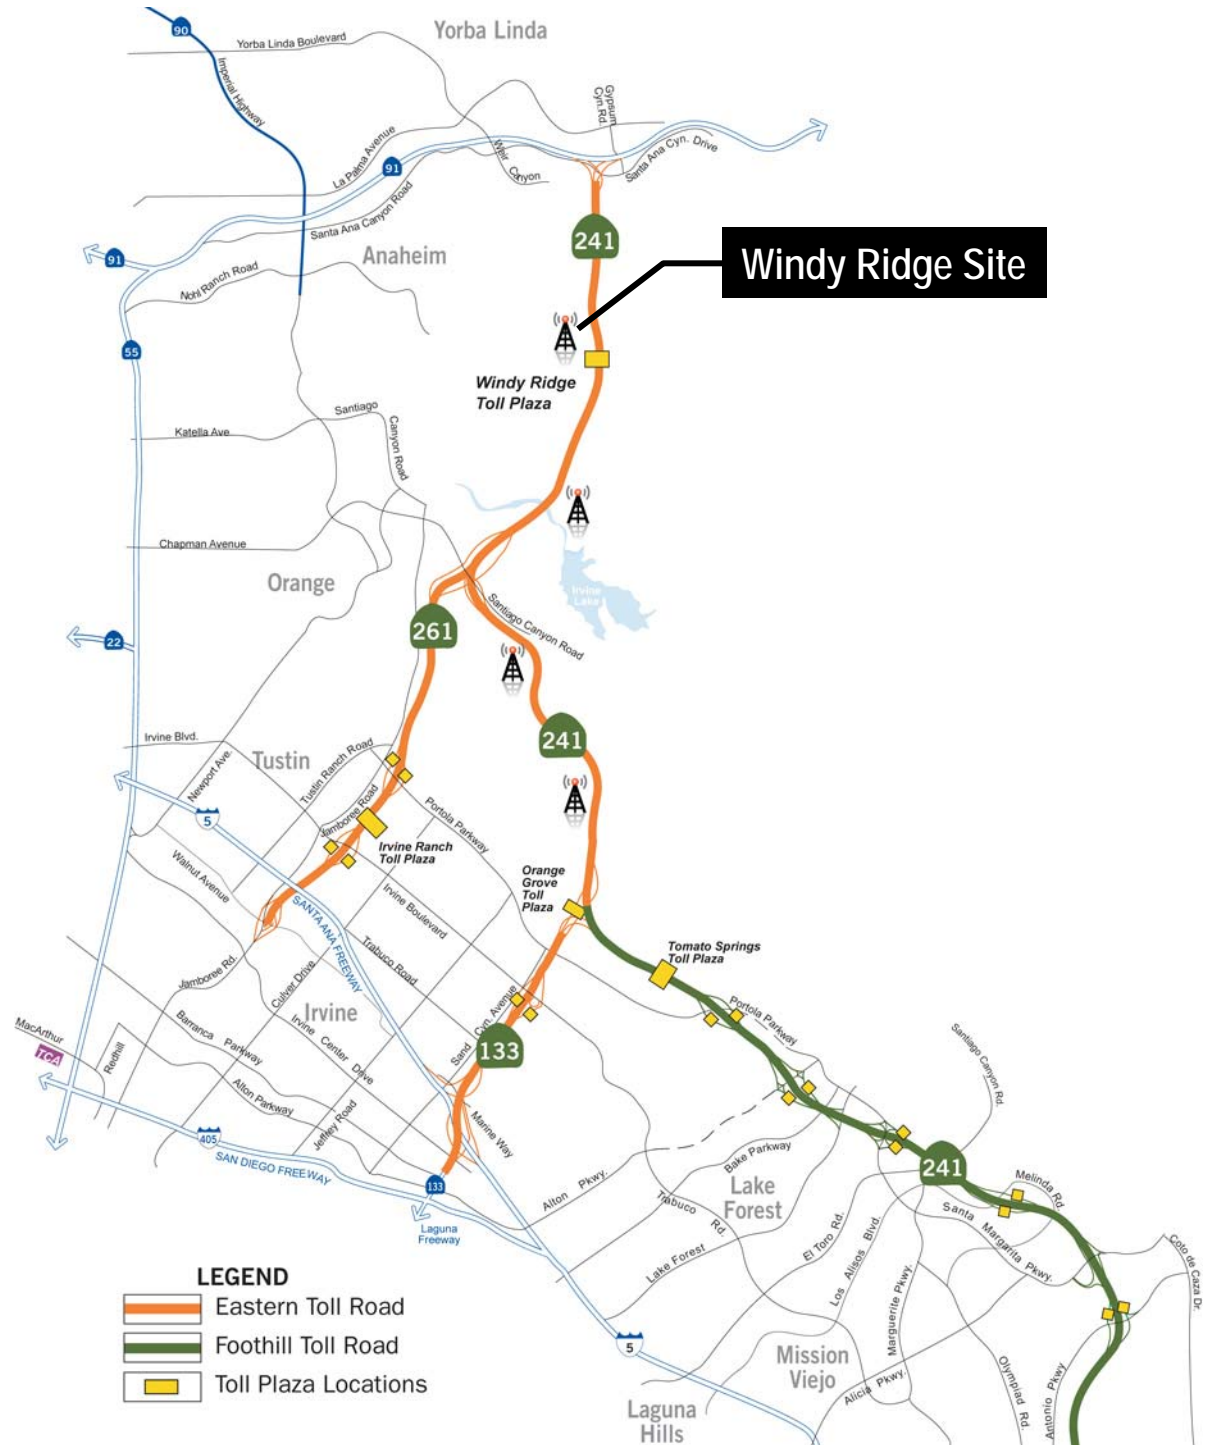 Yorba Linda
90
Yorba Linda Boulevard
Imperial Highway
Gypsum
Cyn.Rd.
La Palma Avenue
91
Weir Canyon
Santa Ana Cyn. Drive
Santa Ana Canyon Road
241
Anaheim
Windy Ridge Site
91
Nohl Ranch Road
55
Windy Ridge
Toll Plaza
Santiago
Canyon Road
Katella Ave
Chapman Avenue
Orange
Irvine
Lake
Santiago Canyon Road
261
22
241
Irvine Blvd.
Tustin
Newport Ave.
Tustin Ranch Road
Jamboree Road
5
Portola Parkway
Irvine Ranch
Toll Plaza
Walnut Avenue
Orange
Grove
Toll
Plaza
Irvine Boulevard
SANTA ANA FREEWAY
Trabuco Road
Tomato Springs
Toll Plaza
Jamboree Rd.
Culver Drive
Irvine
Sand Cyn. Avenue
Portola Parkway
MacArthur
TCA
Redhill
Barranca Parkway
Irvine Center Drive
133
Santiago Canyon Rd.
Alton Parkway
Jeffrey Road
Marine Way
405
SAN DIEGO FREEWAY
133
Laguna
Freeway
Alton Pkwy.
Bake Parkway
Lake
Forest
Trabuco Rd.
241
Melinda Rd.
Santa Margarita Pkwy.
El Toro Rd.
Los Alisos Blvd.
Lake Forest
Marguerite Pkwy.
Coto de Caza Dr.
LEGEND
Eastern Toll Road
Foothill Toll Road
Toll Plaza Locations
5
Mission
Viejo
Alicia Pkwy.
Olympiad Rd.
Antonio Pkwy
Laguna
Hills